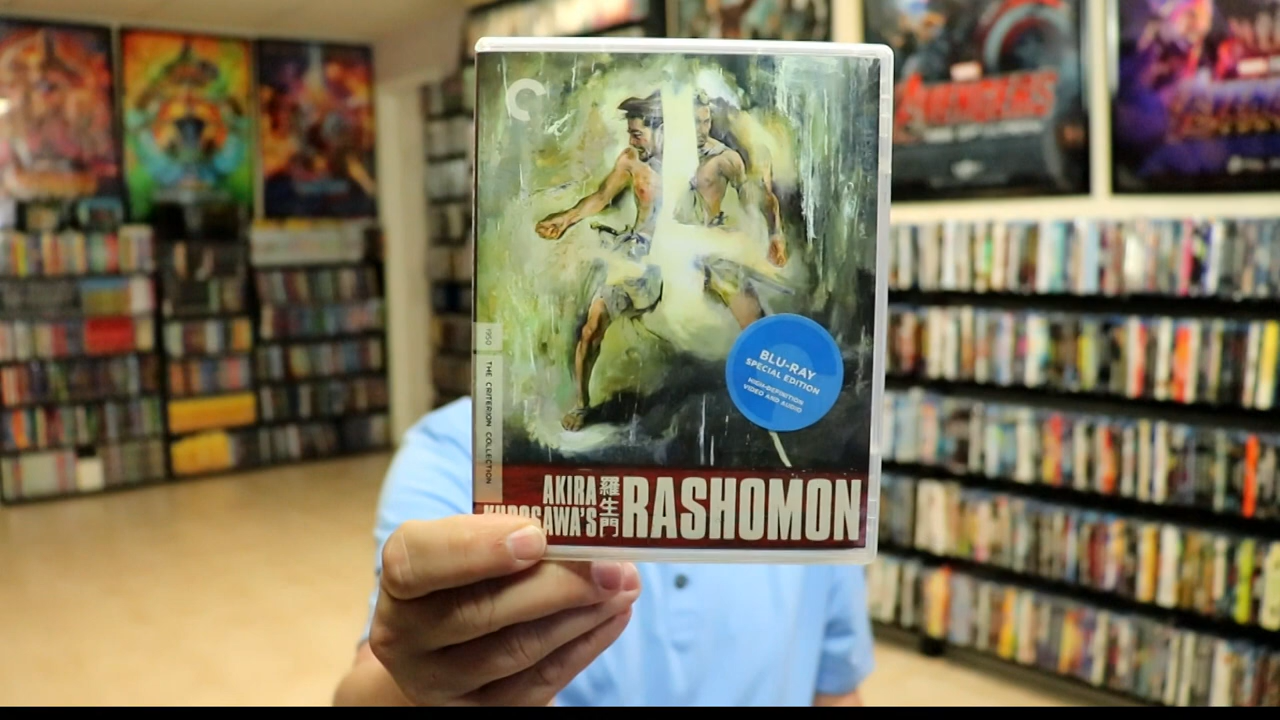 1950
THE CRITERION COLLECTION
BLU-RAY
SPECIAL EDITION
HIGH-DEFINITION
VIDEO AND AUDIO
AKIRA
KUROSAWA'S
羅生門
RASHOMON
MARVEL
AVENGERS